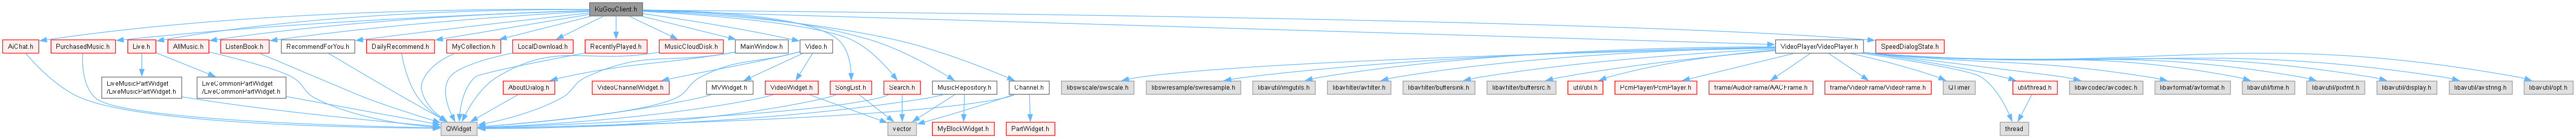 KuGouClient.h
AiChat.h
PurchasedMusic.h
Live.h
AllMusic.h
ListenBook.h
RecommendForYou.h
DailyRecommend.h
MyCollection.h
LocalDownload.h
RecentlyPlayed.h
MusicCloudDisk.h
MainWindow.h
Video.h
VideoPlayer/VideoPlayer.h
SpeedDialogState.h
LiveMusicPartWidget
/LiveMusicPartWidget.h
LiveCommonPartWidget
/LiveCommonPartWidget.h
AboutDialog.h
VideoChannelWidget.h
MVWidget.h
VideoWidget.h
SongList.h
Search.h
MusicRepository.h
Channel.h
libswscale/swscale.h
libswresample/swresample.h
libavutil/imgutils.h
libavfilter/avfilter.h
libavfilter/buffersink.h
libavfilter/buffersrc.h
util/util.h
PcmPlayer/PcmPlayer.h
frame/AudioFrame/AACFrame.h
frame/VideoFrame/VideoFrame.h
QTimer
util/thread.h
libavcodec/avcodec.h
libavformat/avformat.h
libavutil/time.h
libavutil/pixfmt.h
libavutil/display.h
libavutil/avstring.h
libavutil/opt.h
QWidget
vector
MyBlockWidget.h
PartWidget.h
thread